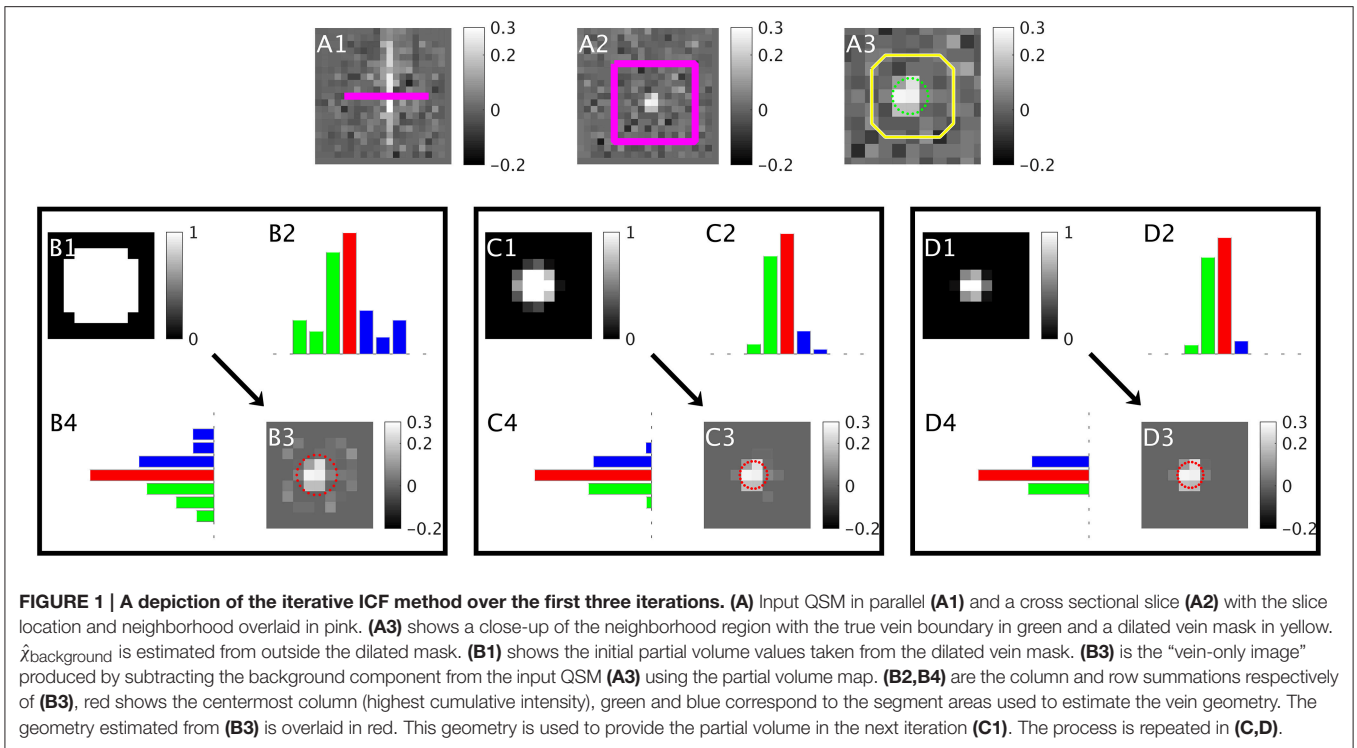 A1
0.3
0.2
0
−0.2
A2
0.3
0.2
0
−0.2
A3
0.3
0.2
0
−0.2
B1
1
0
B2
B4
B3
0.3
0.2
0
−0.2
C1
1
0
C2
C4
C3
0.3
0.2
0
−0.2
D1
1
0
D2
D4
D3
0.3
0.2
0
−0.2
FIGURE 1 | A depiction of the iterative ICF method over the first three iterations. (A) Input QSM in parallel (A1) and a cross sectional slice (A2) with the slice
location and neighborhood overlaid in pink. (A3) shows a close-up of the neighborhood region with the true vein boundary in green and a dilated vein mask in yellow.
χ̂background is estimated from outside the dilated mask. (B1) shows the initial partial volume values taken from the dilated vein mask. (B3) is the “vein-only image”
produced by subtracting the background component from the input QSM (A3) using the partial volume map. (B2,B4) are the column and row summations respectively
of (B3), red shows the centermost column (highest cumulative intensity), green and blue correspond to the segment areas used to estimate the vein geometry. The
geometry estimated from (B3) is overlaid in red. This geometry is used to provide the partial volume in the next iteration (C1). The process is repeated in (C,D).